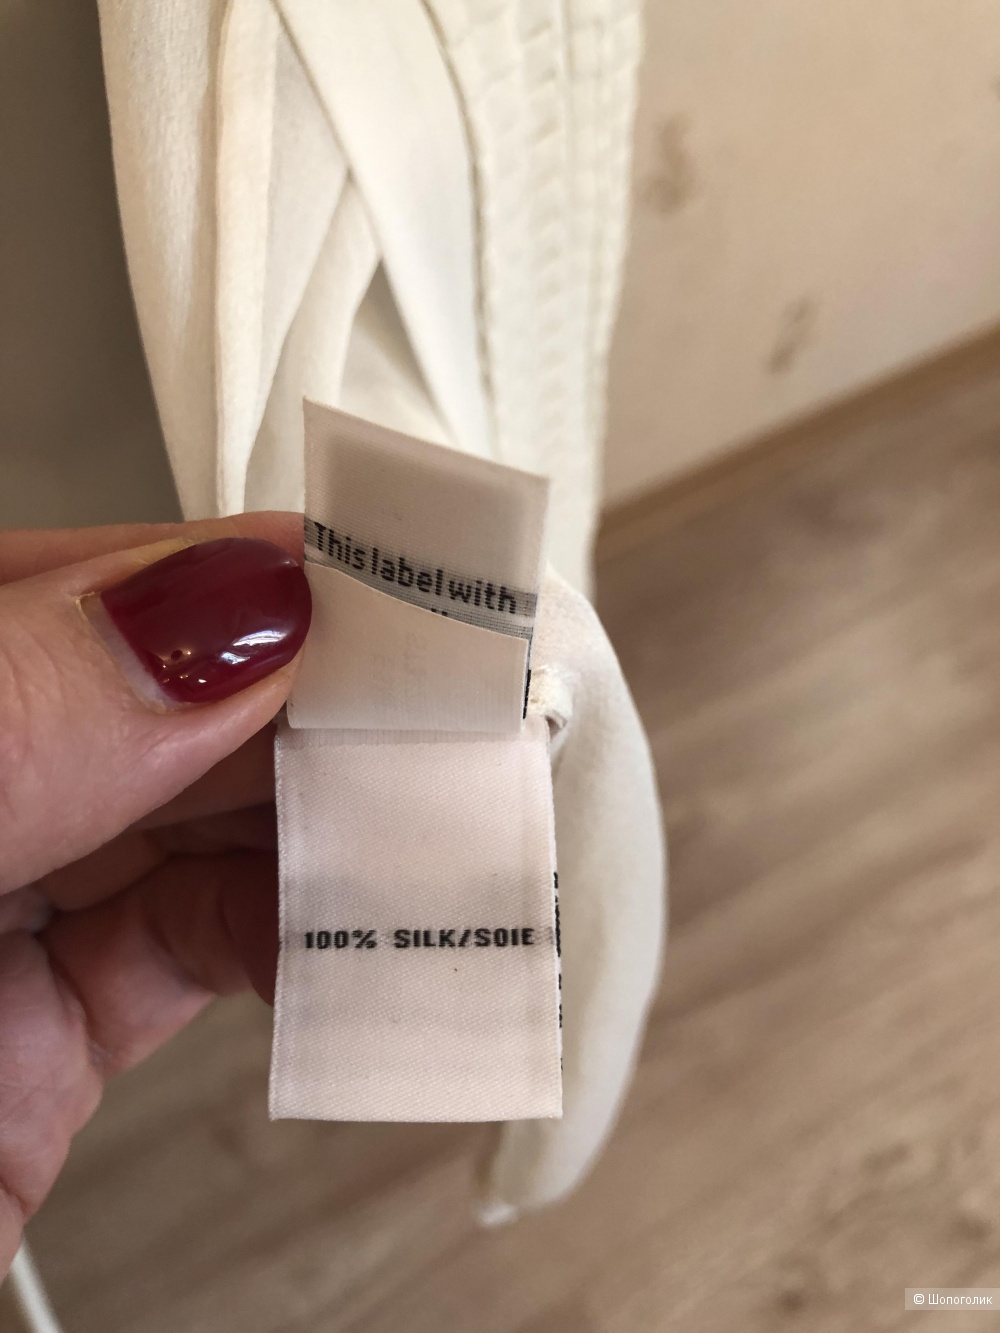 This label with
100% SILK/SOIE
© Шопоголик